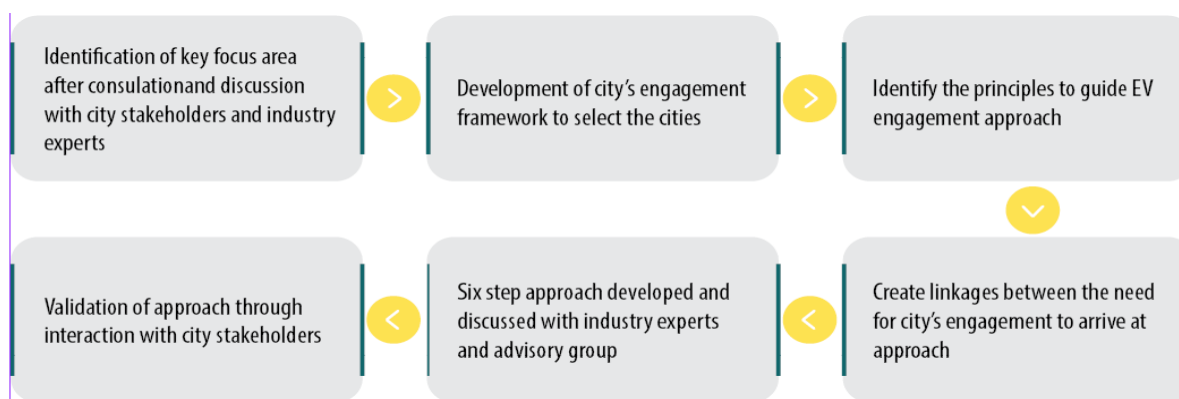 Identification of key focus area
after consulationand discussion
with city stakeholders and industry
experts
Development of city's engagement
framework to select the cities
Identify the principles to guide EV
engagement approach
Create linkages between the need
for city's engagement to arrive at
approach
Six step approach developed and
discussed with industry experts
and advisory group
Validation of approach through
interaction with city stakeholders